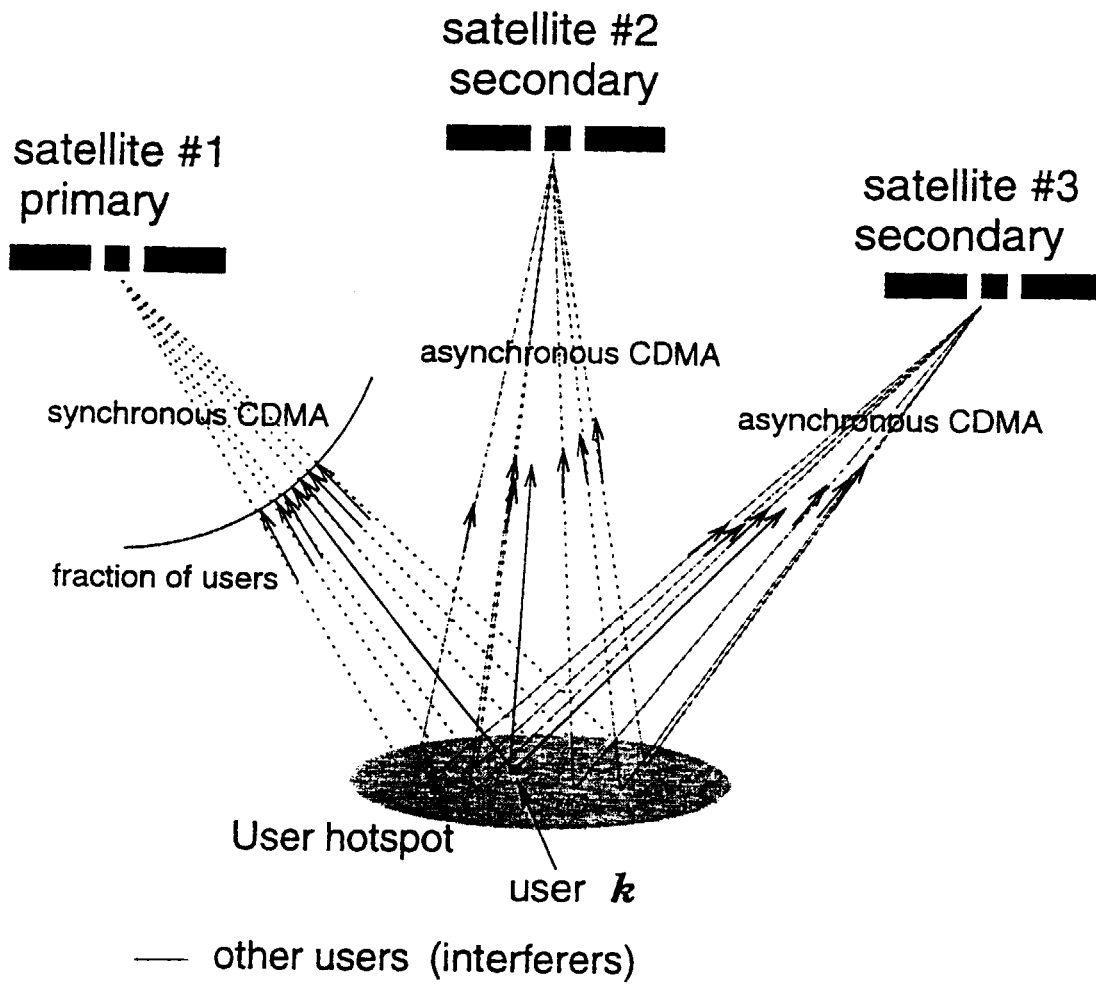 satellite #2
secondary
satellite #1
primary
satellite #3
secondary
asynchronous CDMA
synchronous CDMA
asynchronous CDMA
fraction of users
User hotspot
user k
other users (interferers)